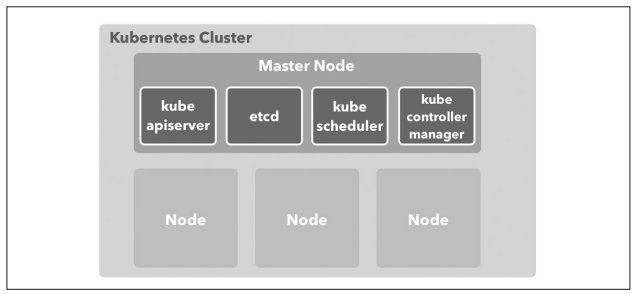 Kubernetes Cluster
Master Node
kube
apiserver
etcd
kube
scheduler
kube
controller
manager
Node
Node
Node